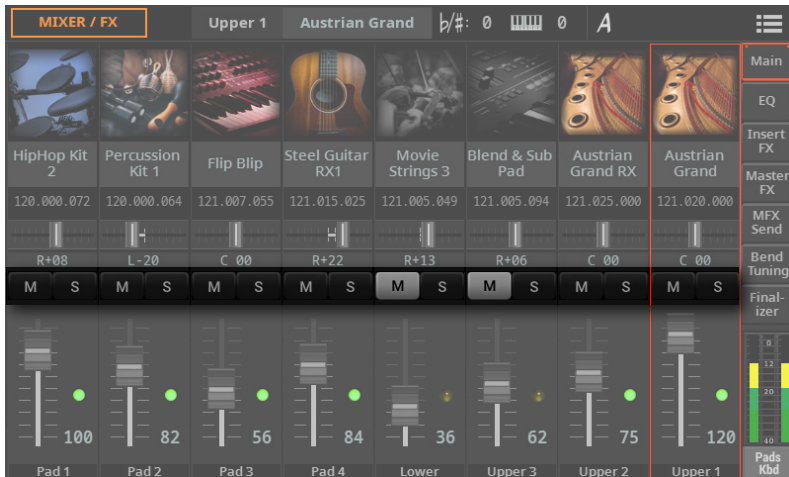 MIXER / FX
Upper 1
Austrian Grand
♭/♯: 0
0
A
HipHop Kit
2
Percussion
Kit 1
Flip Blip
Steel Guitar
RX1
Movie
Strings 3
Blend & Sub
Pad
Austrian
Grand RX
Austrian
Grand
120.000.072 120.000.064 121.007.055 121.015.025 121.005.049 121.005.094 121.025.000 121.020.000
R+08 L-20 C 00 R+22 R+13 R+06 C 00 C 00
M S M S M S M S M S M S M S M S
100 82 56 84 36 62 75 120
Pad 1 Pad 2 Pad 3 Pad 4 Lower Upper 3 Upper 2 Upper 1
Main
EQ
Insert
FX
Master
FX
MFX
Send
Bend
Tuning
Final-
izer
0
12
20
40
Pads
Kbd